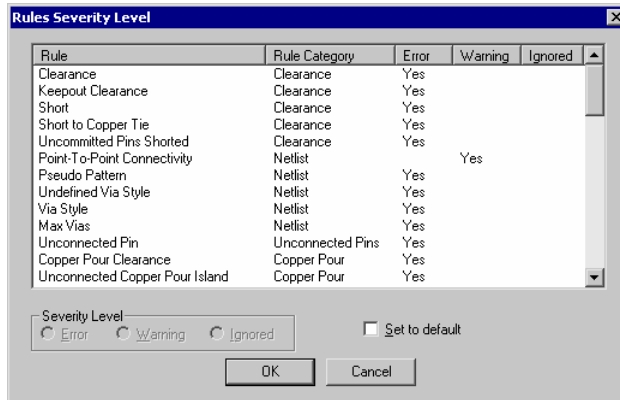 Rules Severity Level
Rule Rule Category Error Warning Ignored
Clearance Clearance Yes
Keepout Clearance Clearance Yes
Short Clearance Yes
Short to Copper Tie Clearance Yes
Uncommitted Pins Shorted Clearance Yes
Point-To-Point Connectivity Netlist Yes
Pseudo Pattern Netlist Yes
Undefined Via Style Netlist Yes
Via Style Netlist Yes
Max Vias Netlist Yes
Unconnected Pin Unconnected Pins Yes
Copper Pour Clearance Copper Pour Yes
Unconnected Copper Pour Island Copper Pour Yes
Severity Level
Error Warning Ignored
Set to default
OK Cancel